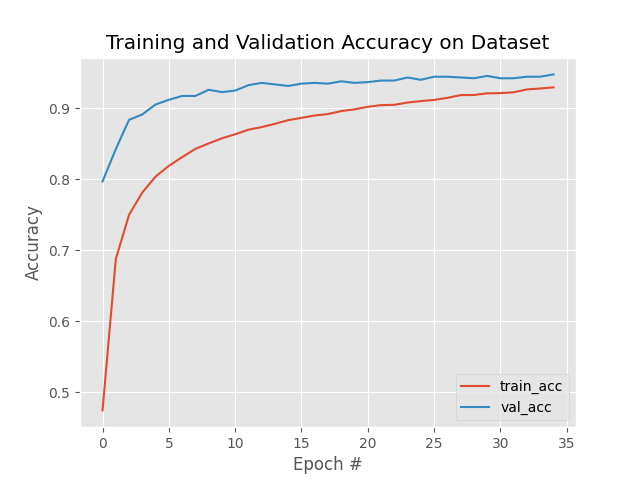 Training and Validation Accuracy on Dataset
0.9
0.8
0.7
0.6
0.5
Accuracy
train_acc
val_acc
0 5 10 15 20 25 30 35
Epoch #